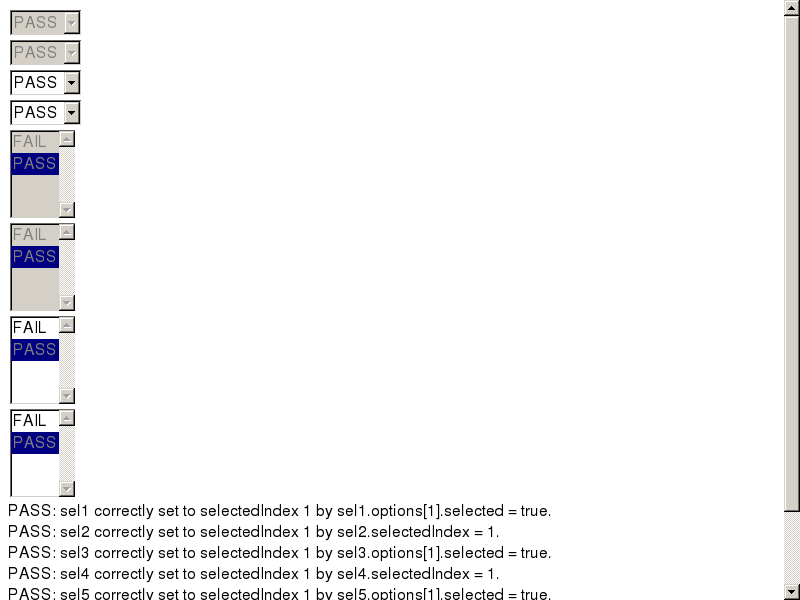 PASS
PASS
PASS
PASS
FAIL
PASS
FAIL
PASS
FAIL
PASS
FAIL
PASS
PASS: sel1 correctly set to selectedIndex 1 by sel1.options[1].selected = true.
PASS: sel2 correctly set to selectedIndex 1 by sel2.selectedIndex = 1.
PASS: sel3 correctly set to selectedIndex 1 by sel3.options[1].selected = true.
PASS: sel4 correctly set to selectedIndex 1 by sel4.selectedIndex = 1.
PASS: sel5 correctly set to selectedIndex 1 by sel5.options[1].selected = true.